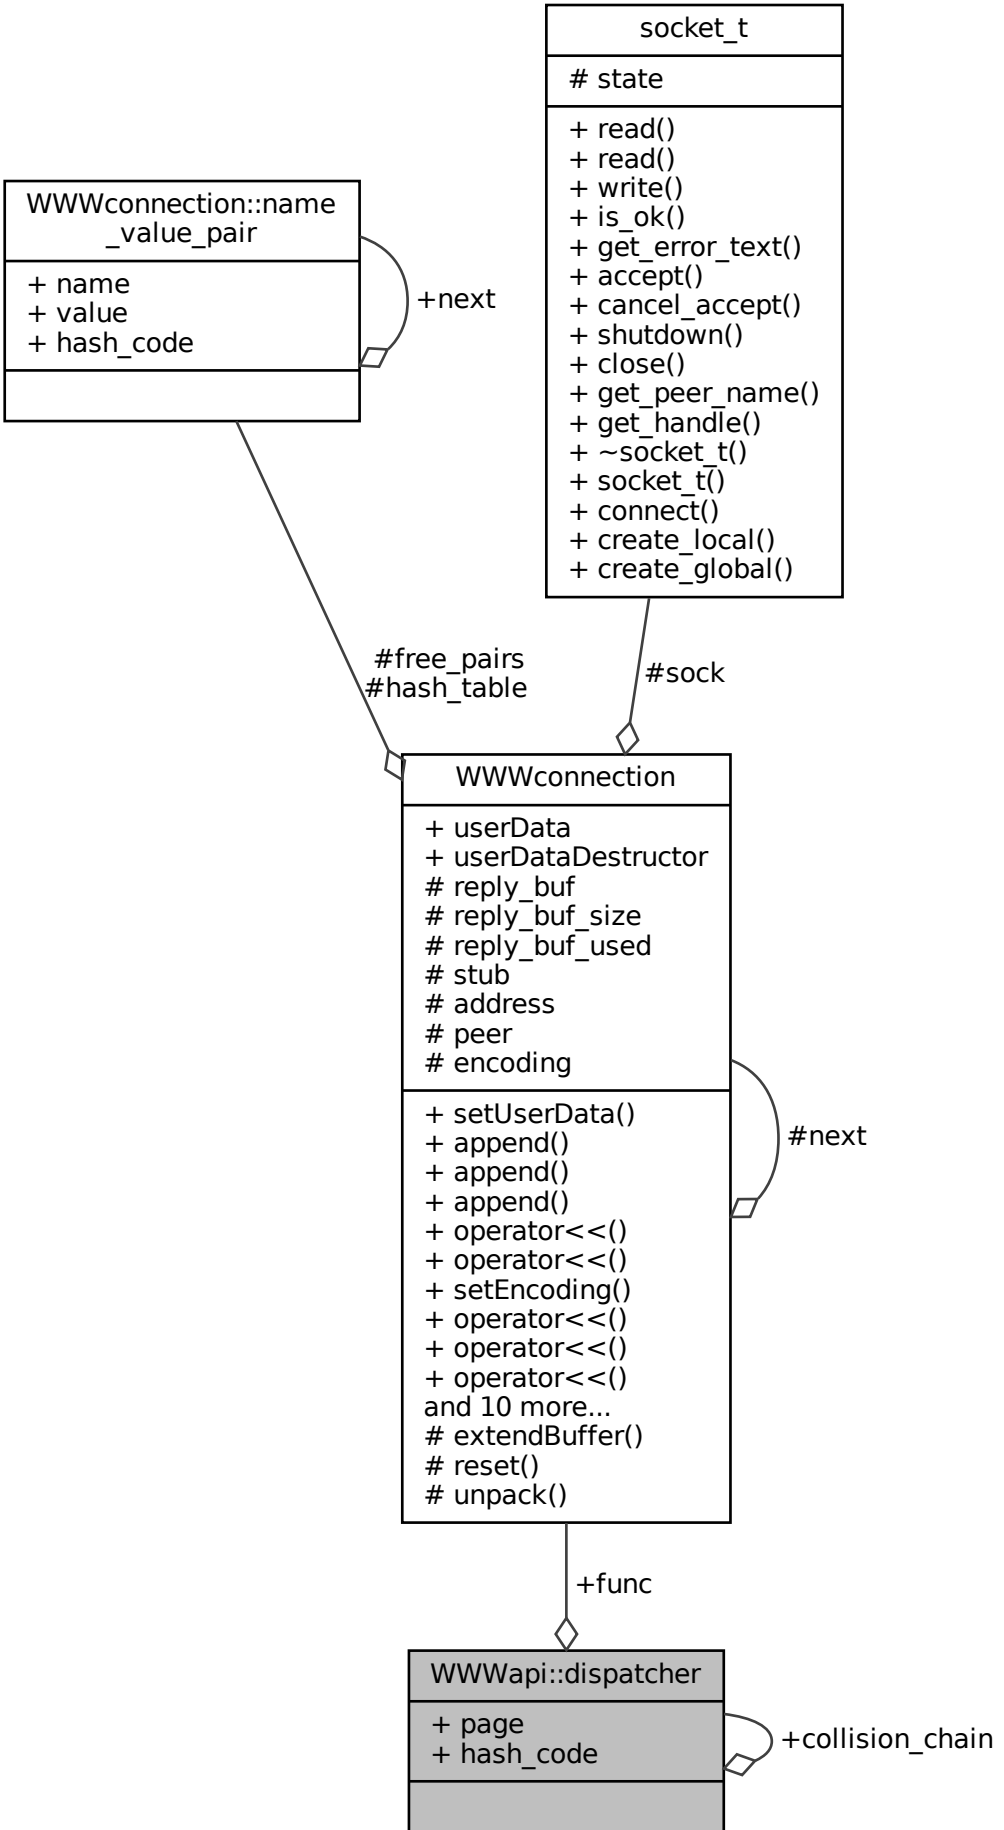 socket_t
# state
+ read()
+ read()
+ write()
+ is_ok()
+ get_error_text()
+ accept()
+ cancel_accept()
+ shutdown()
+ close()
+ get_peer_name()
+ get_handle()
+ ~socket_t()
+ socket_t()
+ connect()
+ create_local()
+ create_global()
WWWconnection::name
_value_pair
+ name
+ value
+ hash_code
+next
#free_pairs
#hash_table
#sock
WWWconnection
+ userData
+ userDataDestructor
# reply_buf
# reply_buf_size
# reply_buf_used
# stub
# address
# peer
# encoding
+ setUserData()
+ append()
+ append()
+ append()
+ operator<<()
+ operator<<()
+ setEncoding()
+ operator<<()
+ operator<<()
+ operator<<()
and 10 more...
# extendBuffer()
# reset()
# unpack()
#next
+func
WWWapi::dispatcher
+ page
+ hash_code
+collision_chain